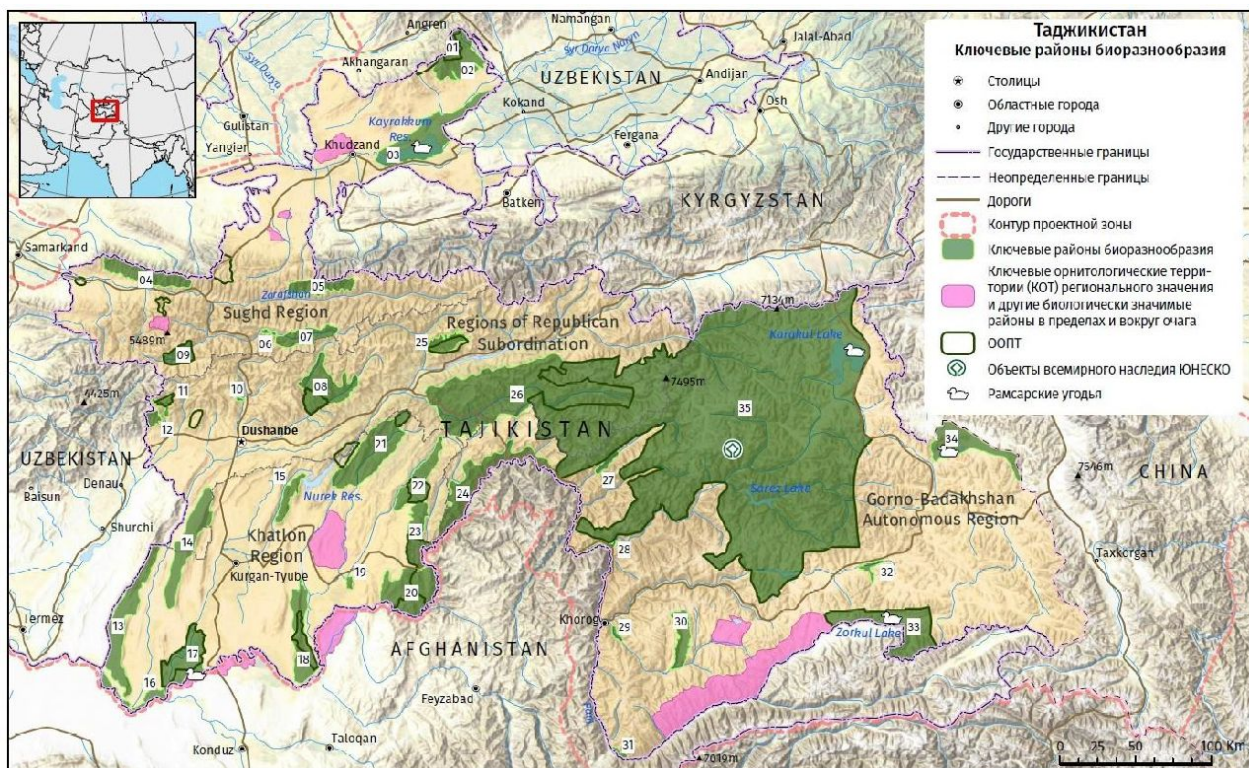 Таджикистан
Ключевые районы биоразнообразия
Столицы
Областные города
Другие города
Государственные границы
Неопределенные границы
Дороги
Контур проектной зоны
Ключевые районы биоразнообразия
Ключевые орнитологические терри-
тории (КОТ) регионального значения
и другие биологически значимые
районы в пределах и вокруг очага
ООПТ
Объекты всемирного наследия ЮНЕСКО
Рамсарские угодья
Angren
Namangan
01
02
Syr Darya
Naryn
Jalal-Abad
Akhangaran
Syr Darya
UZBEKISTAN
Andijan
Kokand
Osh
Gulistan
Kayrakkum
Res.
Yangier
Khudzand
03
Fergana
Batken
KYRGYZSTAN
Samarkand
04
05
Zarafshan
Sughd Region
7134m
Regions of Republican
Subordination
Karakul Lake
5489m
06
07
25
09
4425m
08
7495m
11
10
26
35
12
Dushanbe
TAJIKISTAN
21
34
UZBEKISTAN
CHINA
7546m
Baisun
Denau
15
Nurek Res.
22
24
27
Sarez Lake
Gorno-Badakhshan
Autonomous Region
Shurchi
14
Khatlon
Region
23
28
Kurgan-Tyube
19
Taxkorgan
20
32
Termez
13
Khorog
29
30
Zorkul Lake
33
17
18
AFGHANISTAN
16
Feyzabad
31
Konduz
Taloqan
7019m
0 25 50 100 Km